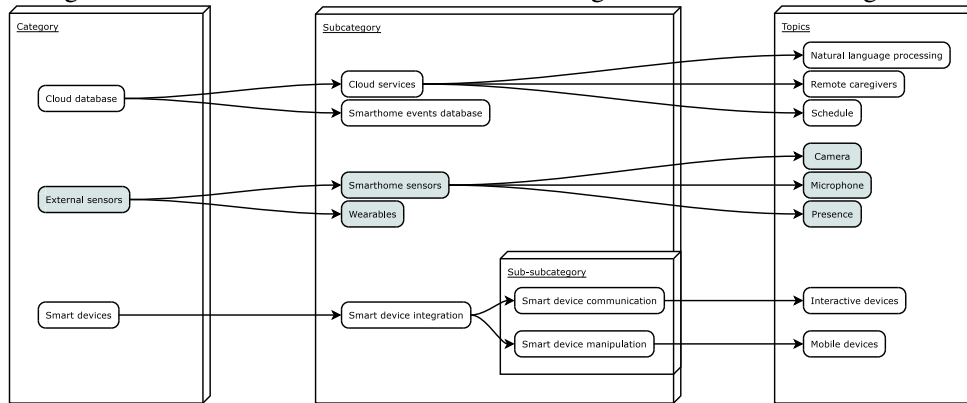 Category
Cloud database
External sensors
Smart devices
Subcategory
Cloud services
Smarthome events database
Smarthome sensors
Wearables
Smart device integration
Sub-subcategory
Smart device communication
Smart device manipulation
Topics
Natural language processing
Remote caregivers
Schedule
Camera
Microphone
Presence
Interactive devices
Mobile devices